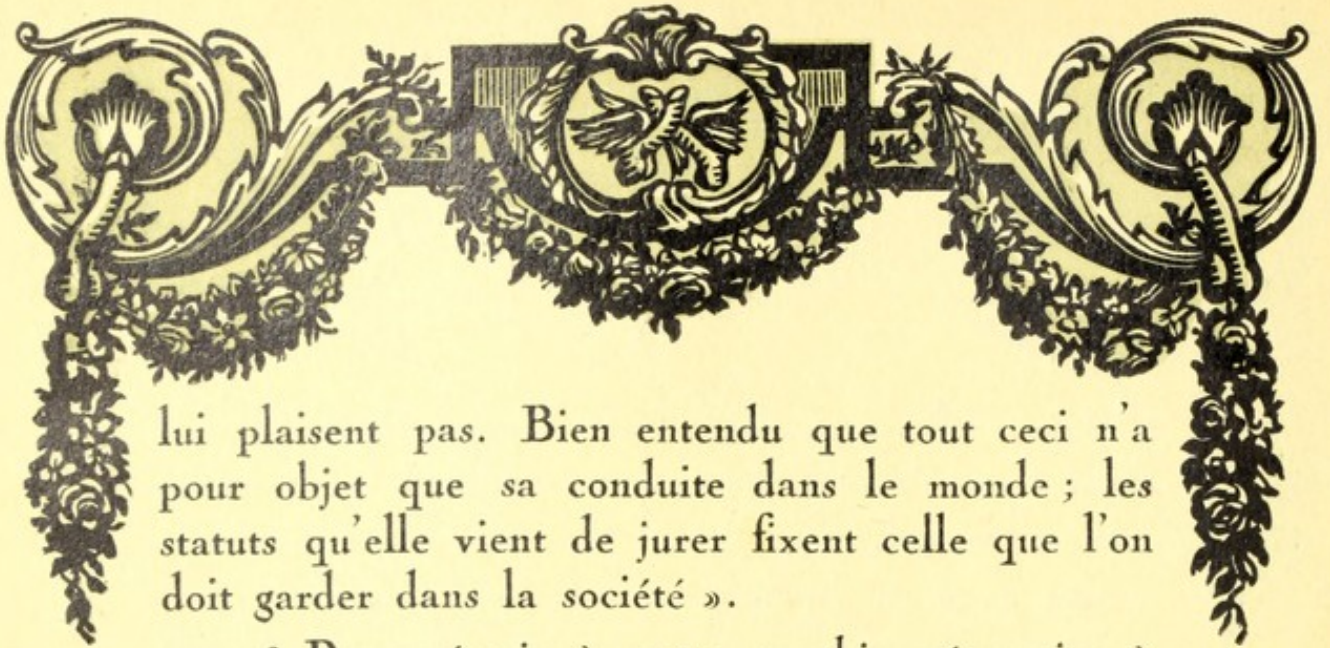 lui plaisent pas. Bien entendu que tout ceci n'a
pour objet que sa conduite dans le monde ; les
statuts qu'elle vient de jurer fixent celle que l'on
doit garder dans la société ».